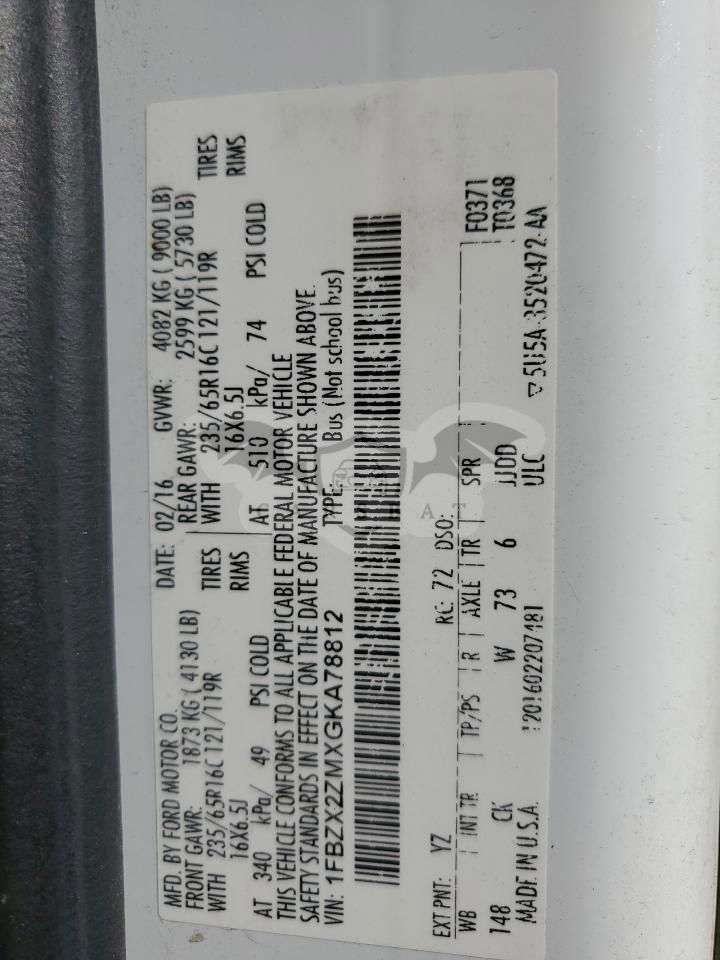 MFD. BY FORD MOTOR CO. DATE: 02/16 GVWR: 4082 KG ( 9000 LB)
FRONT GAWR: 1873 KG ( 4130 LB) REAR GAWR: 2599 KG ( 5730 LB)
WITH 235/65R16C 121/119R TIRES WITH 235/65R16C 121/119R TIRES
16X6.5J RIMS 16X6.5J RIMS
AT 340 kPa/ 49 PSI COLD AT 510 kPa/ 74 PSI COLD
THIS VEHICLE CONFORMS TO ALL APPLICABLE FEDERAL MOTOR VEHICLE
SAFETY STANDARDS IN EFFECT ON THE DATE OF MANUFACTURE SHOWN ABOVE.
VIN: 1FBZX2ZMXGKA78812 TYPE: Bus (Not school bus)
EXT PNT: YZ RC: 72 DSO: F0371
WB INT TR TP/PS R AXLE TR SPR T0368
148 CK W 73 6 JJDD
MADE IN U.S.A. 1201602207481 ULC ▽5U5A-3520472-AA